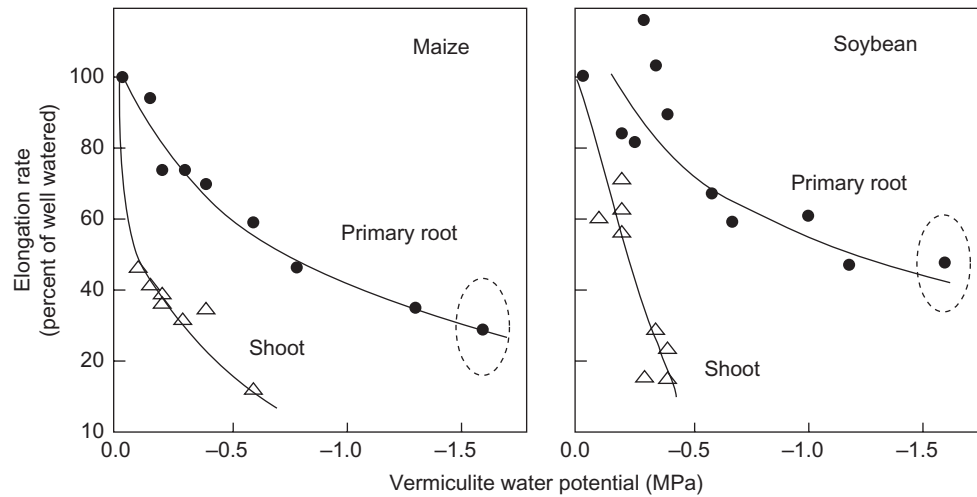 Maize
Soybean
100
80
60
40
20
10
Elongation rate
(percent of well watered)
Primary root
Shoot
Primary root
Shoot
0.0 –0.5 –1.0 –1.5
0.0 –0.5 –1.0 –1.5
Vermiculite water potential (MPa)